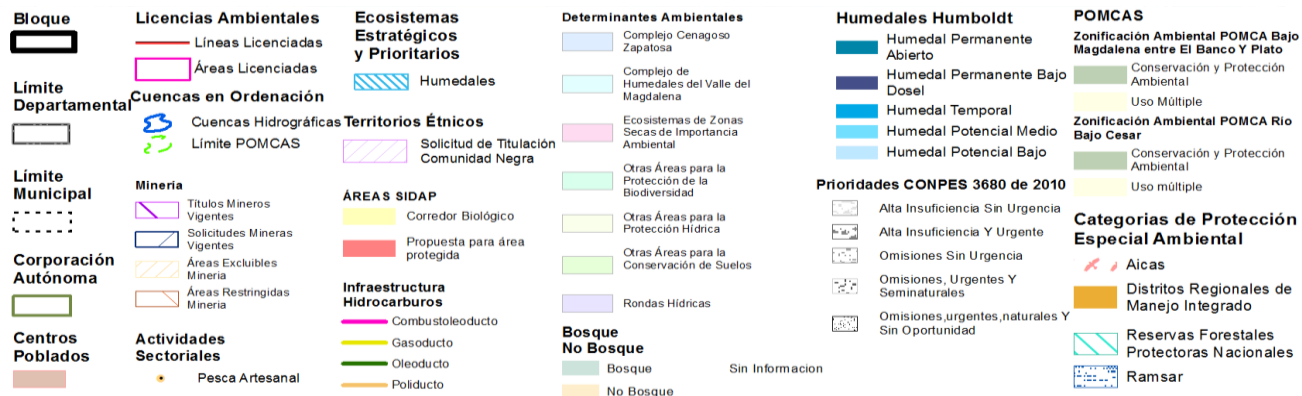 Bloque
Límite
Departamental
Límite
Municipal
Corporación
Autónoma
Centros
Poblados
Licencias Ambientales
Líneas Licenciadas
Áreas Licenciadas
Cuencas en Ordenación
Cuencas Hidrográficas
Límite POMCAS
Minería
Títulos Mineros
Vigentes
Solicitudes Mineras
Vigentes
Áreas Excluibles
Mineria
Áreas Restringidas
Mineria
Actividades
Sectoriales
Pesca Artesanal
Ecosistemas
Estratégicos
y Prioritarios
Humedales
Territorios Étnicos
Solicitud de Titulación
Comunidad Negra
ÁREAS SIDAP
Corredor Biológico
Propuesta para área
protegida
Infraestructura
Hidrocarburos
Combustoleoducto
Gasoducto
Oleoducto
Poliducto
Determinantes Ambientales
Complejo Cenagoso
Zapatosa
Complejo de
Humedales del Valle del
Magdalena
Ecosistemas de Zonas
Secas de Importancia
Ambiental
Otras Áreas para la
Protección de la
Biodiversidad
Otras Áreas para la
Protección Hídrica
Otras Áreas para la
Conservación de Suelos
Rondas Hídricas
Bosque
No Bosque
Bosque
Sin Informacion
No Bosque
Humedales Humboldt
Humedal Permanente
Abierto
Humedal Permanente Bajo
Dosel
Humedal Temporal
Humedal Potencial Medio
Humedal Potencial Bajo
Prioridades CONPES 3680 de 2010
Alta Insuficiencia Sin Urgencia
Alta Insuficiencia Y Urgente
Omisiones Sin Urgencia
Omisiones, Urgentes Y
Seminaturales
Omisiones,urgentes,naturales Y
Sin Oportunidad
POMCAS
Zonificación Ambiental POMCA Bajo
Magdalena entre El Banco Y Plato
Conservación y Protección
Ambiental
Uso Múltiple
Zonificación Ambiental POMCA Río
Bajo Cesar
Conservación y Protección
Ambiental
Uso múltiple
Categorias de Protección
Especial Ambiental
Aicas
Distritos Regionales de
Manejo Integrado
Reservas Forestales
Protectoras Nacionales
Ramsar